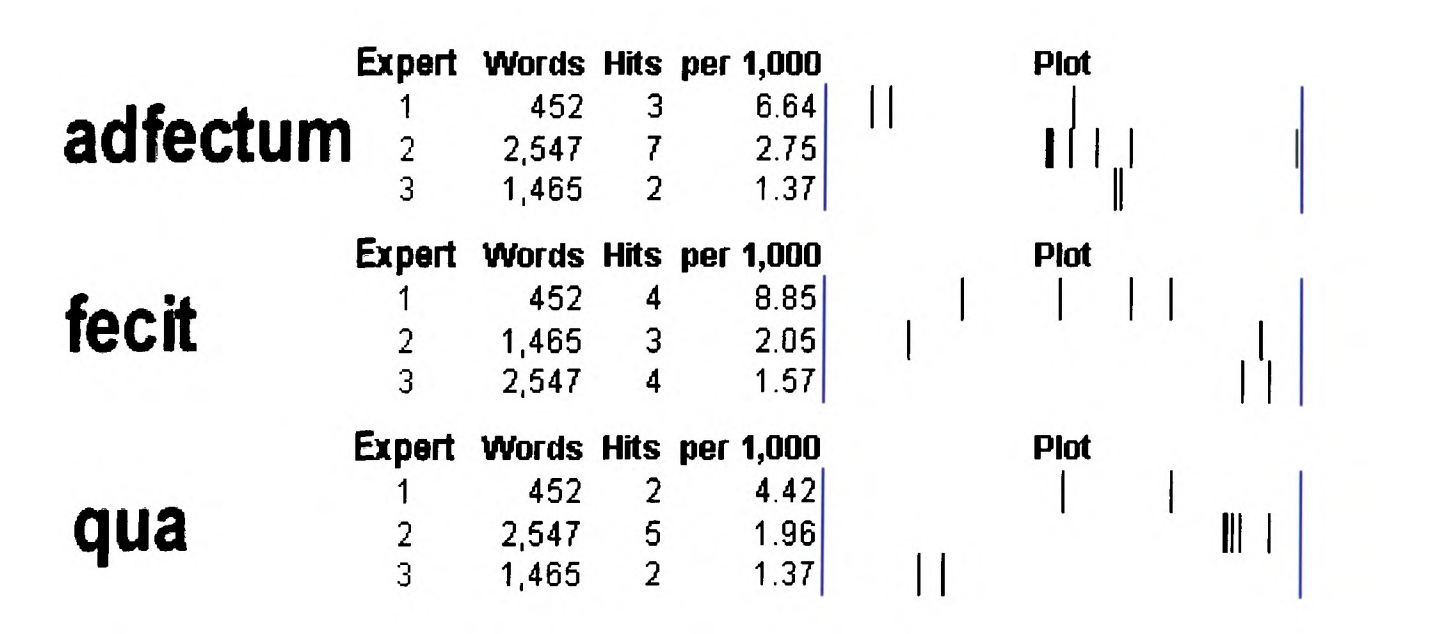 Expert Words Hits per 1,000 Plot
adfectum
1 452 3 6.64
2 2,547 7 2.75
3 1,465 2 1.37
Expert Words Hits per 1,000 Plot
fecit
1 452 4 8.85
2 1,465 3 2.05
3 2,547 4 1.57
Expert Words Hits per 1,000 Plot
qua
1 452 2 4.42
2 2,547 5 1.96
3 1,465 2 1.37